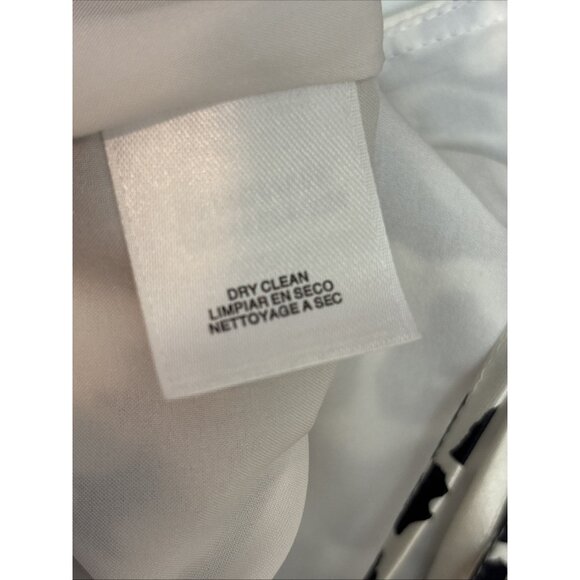 DRY CLEAN
LIMPIAR EN SECO
NETTOYAGE A SEC